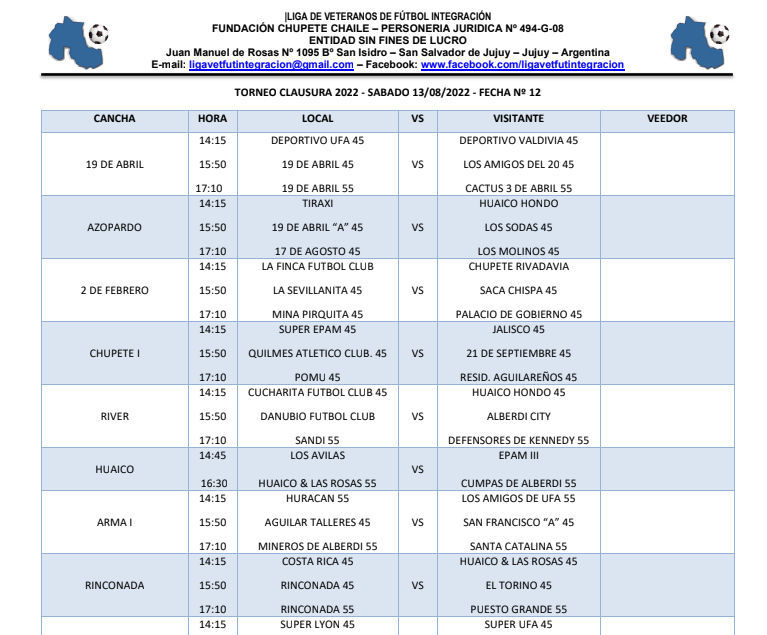 |LIGA DE VETERANOS DE FÚTBOL INTEGRACIÓN
FUNDACIÓN CHUPETE CHAILE – PERSONERIA JURIDICA Nº 494-G-08
ENTIDAD SIN FINES DE LUCRO
Juan Manuel de Rosas Nº 1095 Bº San Isidro – San Salvador de Jujuy – Jujuy – Argentina
E-mail: ligavetfutintegracion@gmail.com – Facebook: www.facebook.com/ligavetfutintegracion
TORNEO CLAUSURA 2022 - SABADO 13/08/2022 - FECHA Nº 12
CANCHA HORA LOCAL VS VISITANTE VEEDOR
14:15 DEPORTIVO UFA 45 DEPORTIVO VALDIVIA 45
19 DE ABRIL 15:50 19 DE ABRIL 45 VS LOS AMIGOS DEL 20 45
17:10 19 DE ABRIL 55 CACTUS 3 DE ABRIL 55
14:15 TIRAXI HUAICO HONDO
AZOPARDO 15:50 19 DE ABRIL “A” 45 VS LOS SODAS 45
17:10 17 DE AGOSTO 45 LOS MOLINOS 45
14:15 LA FINCA FUTBOL CLUB CHUPETE RIVADAVIA
2 DE FEBRERO 15:50 LA SEVILLANITA 45 VS SACA CHISPA 45
17:10 MINA PIRQUITA 45 PALACIO DE GOBIERNO 45
14:15 SUPER EPAM 45 JALISCO 45
CHUPETE I 15:50 QUILMES ATLETICO CLUB. 45 VS 21 DE SEPTIEMBRE 45
17:10 POMU 45 RESID. AGUILAREÑOS 45
14:15 CUCHARITA FUTBOL CLUB 45 HUAICO HONDO 45
RIVER 15:50 DANUBIO FUTBOL CLUB VS ALBERDI CITY
17:10 SANDI 55 DEFENSORES DE KENNEDY 55
14:45 LOS AVILAS EPAM III
HUAICO VS
16:30 HUAICO & LAS ROSAS 55 CUMPAS DE ALBERDI 55
14:15 HURACAN 55 LOS AMIGOS DE UFA 55
ARMA I 15:50 AGUILAR TALLERES 45 VS SAN FRANCISCO “A” 45
17:10 MINEROS DE ALBERDI 55 SANTA CATALINA 55
14:15 COSTA RICA 45 HUAICO & LAS ROSAS 45
RINCONADA 15:50 RINCONADA 45 VS EL TORINO 45
17:10 RINCONADA 55 PUESTO GRANDE 55
14:15 SUPER LYON 45 SUPER UFA 45